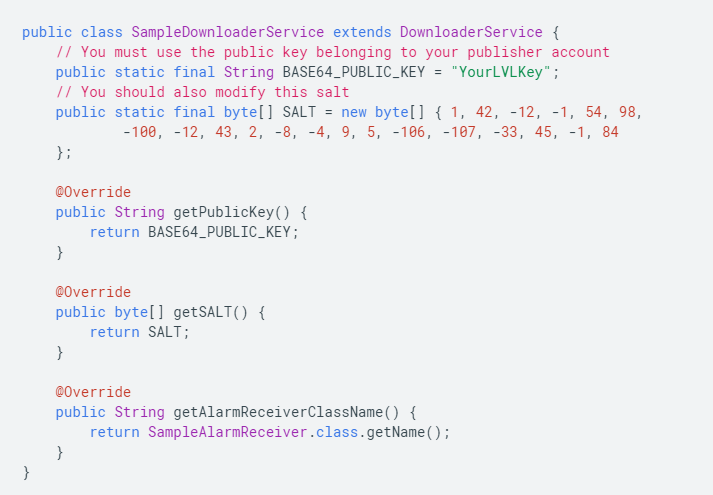 public class SampleDownloaderService extends DownloaderService {
    // You must use the public key belonging to your publisher account
    public static final String BASE64_PUBLIC_KEY = "YourLVLKey";
    // You should also modify this salt
    public static final byte[] SALT = new byte[] { 1, 42, -12, -1, 54, 98,
            -100, -12, 43, 2, -8, -4, 9, 5, -106, -107, -33, 45, -1, 84
    };

    @Override
    public String getPublicKey() {
        return BASE64_PUBLIC_KEY;
    }

    @Override
    public byte[] getSALT() {
        return SALT;
    }

    @Override
    public String getAlarmReceiverClassName() {
        return SampleAlarmReceiver.class.getName();
    }
}